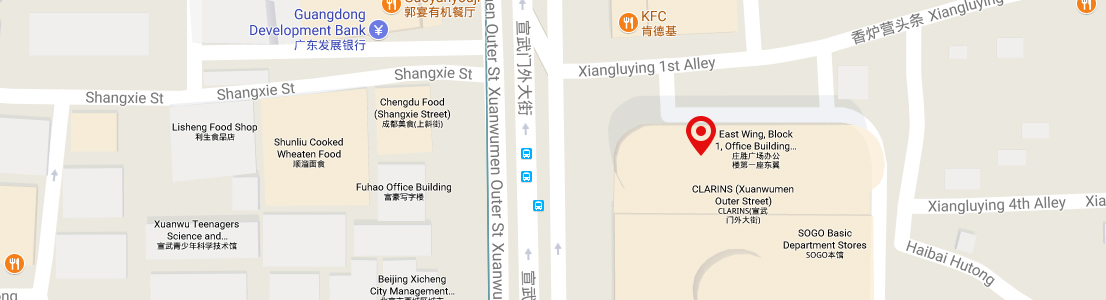 郭宴有机餐厅
Guangdong
Development Bank
广东发展银行
Shangxie St
Shangxie St
Shangxie St
Chengdu Food
(Shangxie Street)
成都美食(上斜街)
Lisheng Food Shop
利生食品店
Shunliu Cooked
Wheaten Food
顺溜面食
Fuhao Office Building
富豪写字楼
Xuanwu Teenagers
Science and...
宣武青少年科学技术馆
Beijing Xicheng
City Management...
Outer St Xuanwumen Outer St
宣武门外大街
宣武
KFC
肯德基
香炉营头条 Xiangluying
Xiangluying 1st Alley
East Wing, Block
1, Office Building...
庄胜广场办公
楼第一座东翼
CLARINS (Xuanwumen
Outer Street)
CLARINS(宣武
门外大街)
SOGO Basic
Department Stores
SOGO本馆
Xiangluying 4th Alley
Haibai Hutong